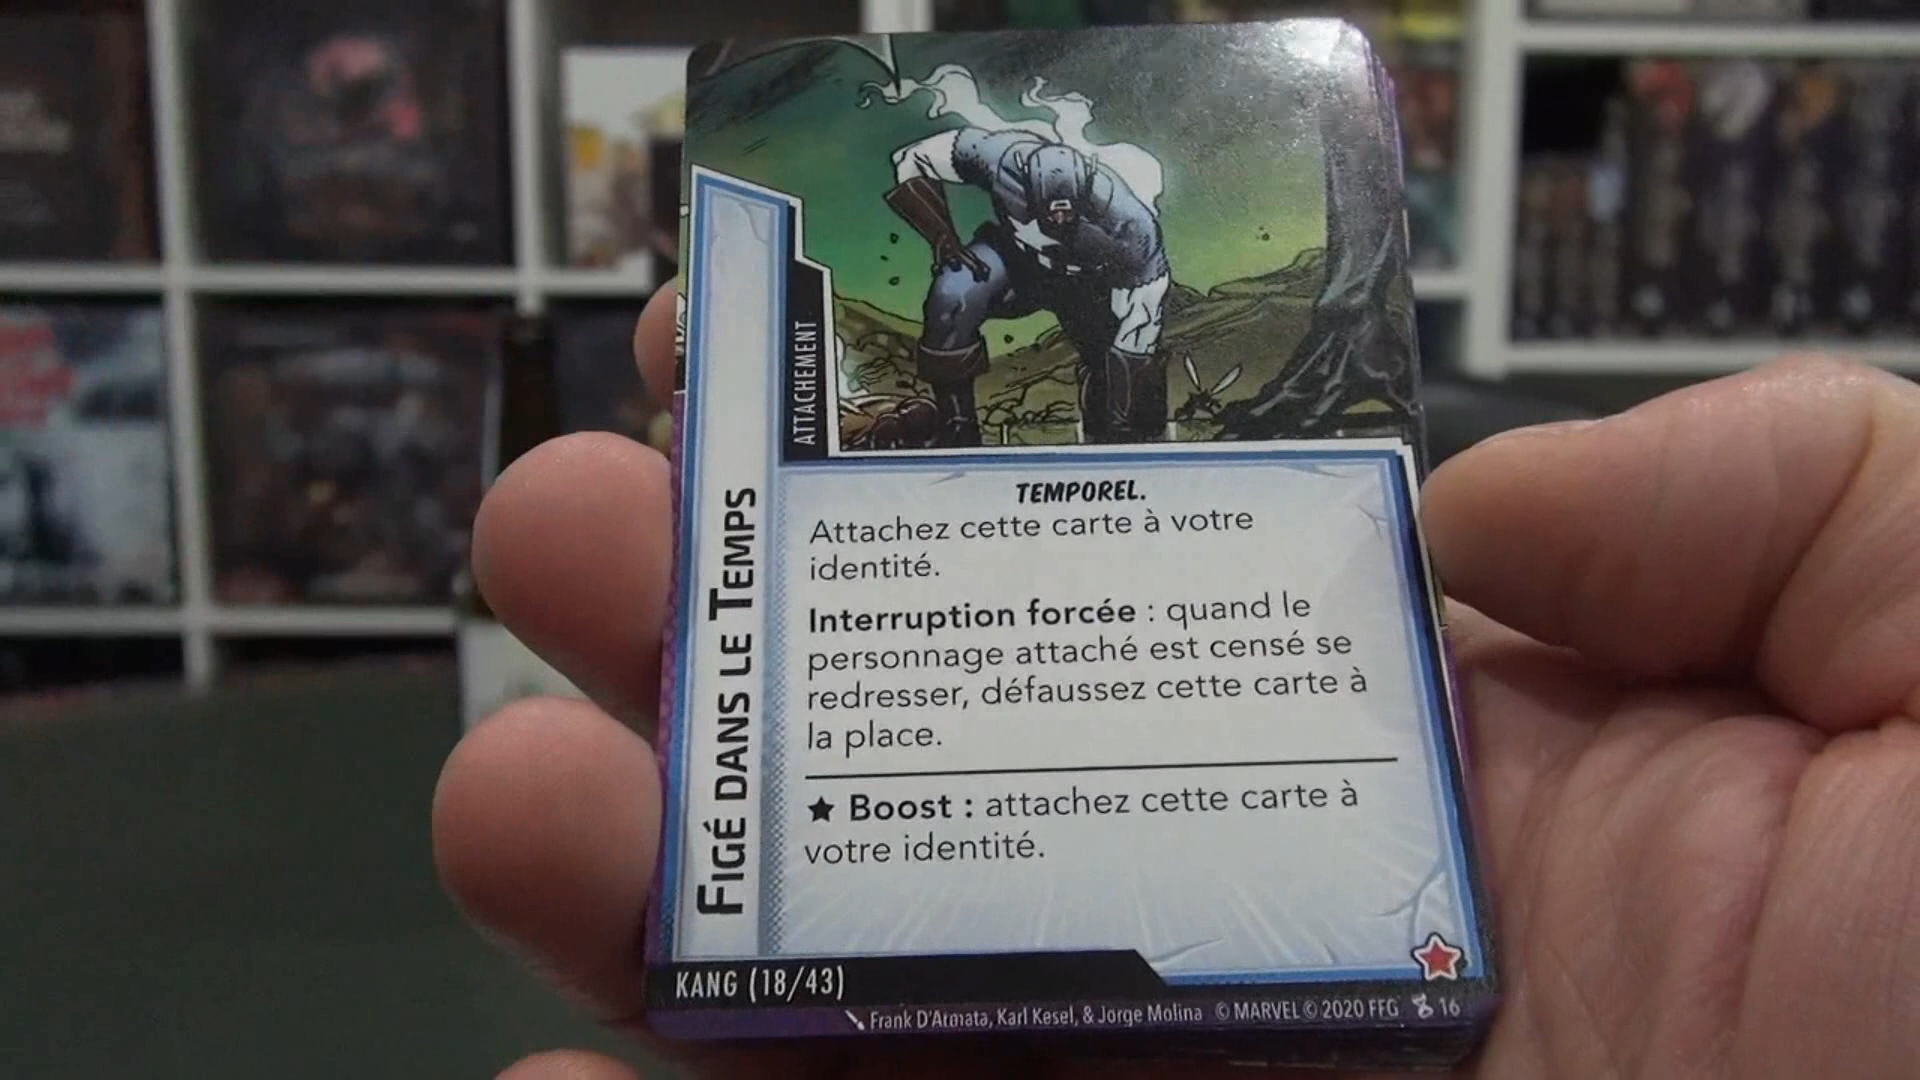 ATTACHEMENT
FIGÉ DANS LE TEMPS
TEMPOREL.
Attachez cette carte à votre
identité.
Interruption forcée : quand le
personnage attaché est censé se
redresser, défaussez cette carte à
la place.
★ Boost : attachez cette carte à
votre identité.
KANG (18/43)
Frank D'Armata, Karl Kesel, & Jorge Molina © MARVEL © 2020 FFG 16